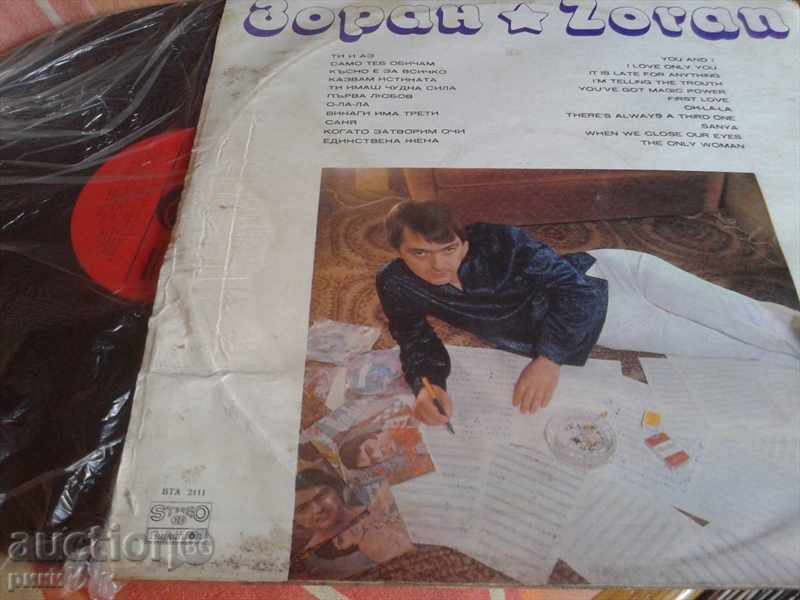 Зоран ★ Zoran
ТИ И АЗ
САМО ТЕБ ОБИЧАМ
КЪСНО Е ЗА ВСИЧКО
КАЗВАМ ИСТИНАТА
ТИ ИМАШ ЧУДНА СИЛА
ПЪРВА ЛЮБОВ
О-ЛА-ЛА
ВИНАГИ ИМА ТРЕТИ
САНЯ
КОГАТО ЗАТВОРИМ ОЧИ
ЕДИНСТВЕНА ЖЕНА
YOU AND I
I LOVE ONLY YOU
IT IS LATE FOR ANYTHING
I'M TELLING THE TROUTH
YOU'VE GOT MAGIC POWER
FIRST LOVE
OH-LA-LA
THERE'S ALWAYS A THIRD ONE
SANYA
WHEN WE CLOSE OUR EYES
THE ONLY WOMAN
ВТА 2111
STEREO
Balkanton